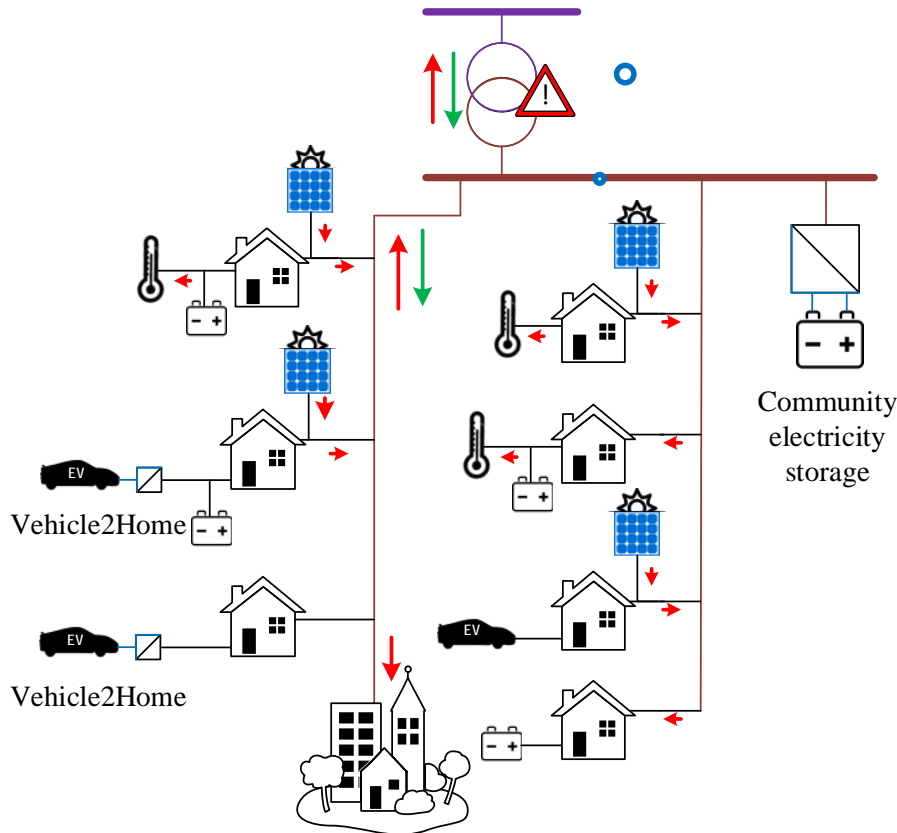 !
EV
Vehicle2Home
Community
electricity
storage
EV
Vehicle2Home
EV